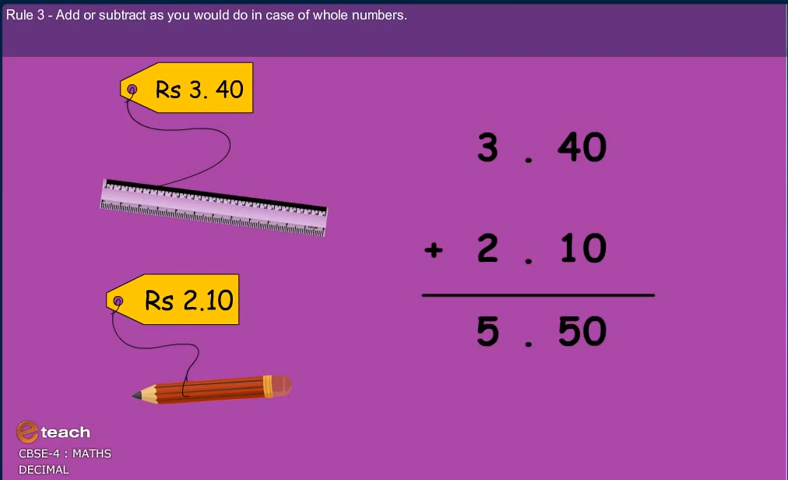 Rule 3 - Add or subtract as you would do in case of whole numbers.
Rs 3. 40
3 . 40
+ 2 . 10
Rs 2.10
5 . 50
e teach
CBSE-4 : MATHS
DECIMAL